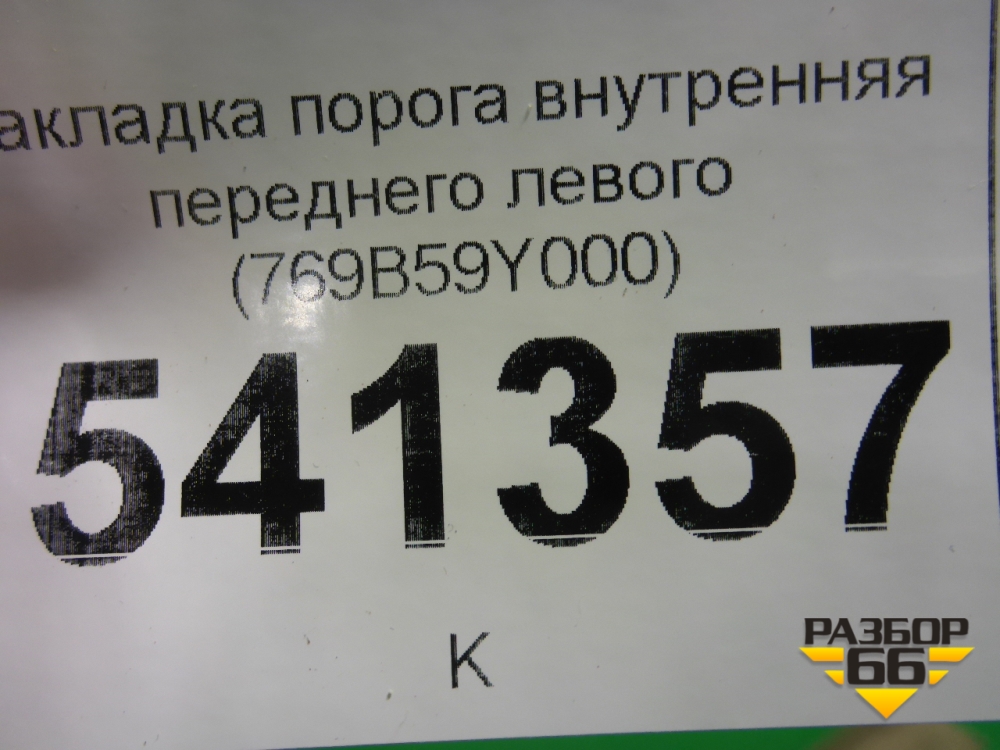 акладка порога внутренняя
переднего левого
(769B59Y000)
541357
К
РАЗБОР
66